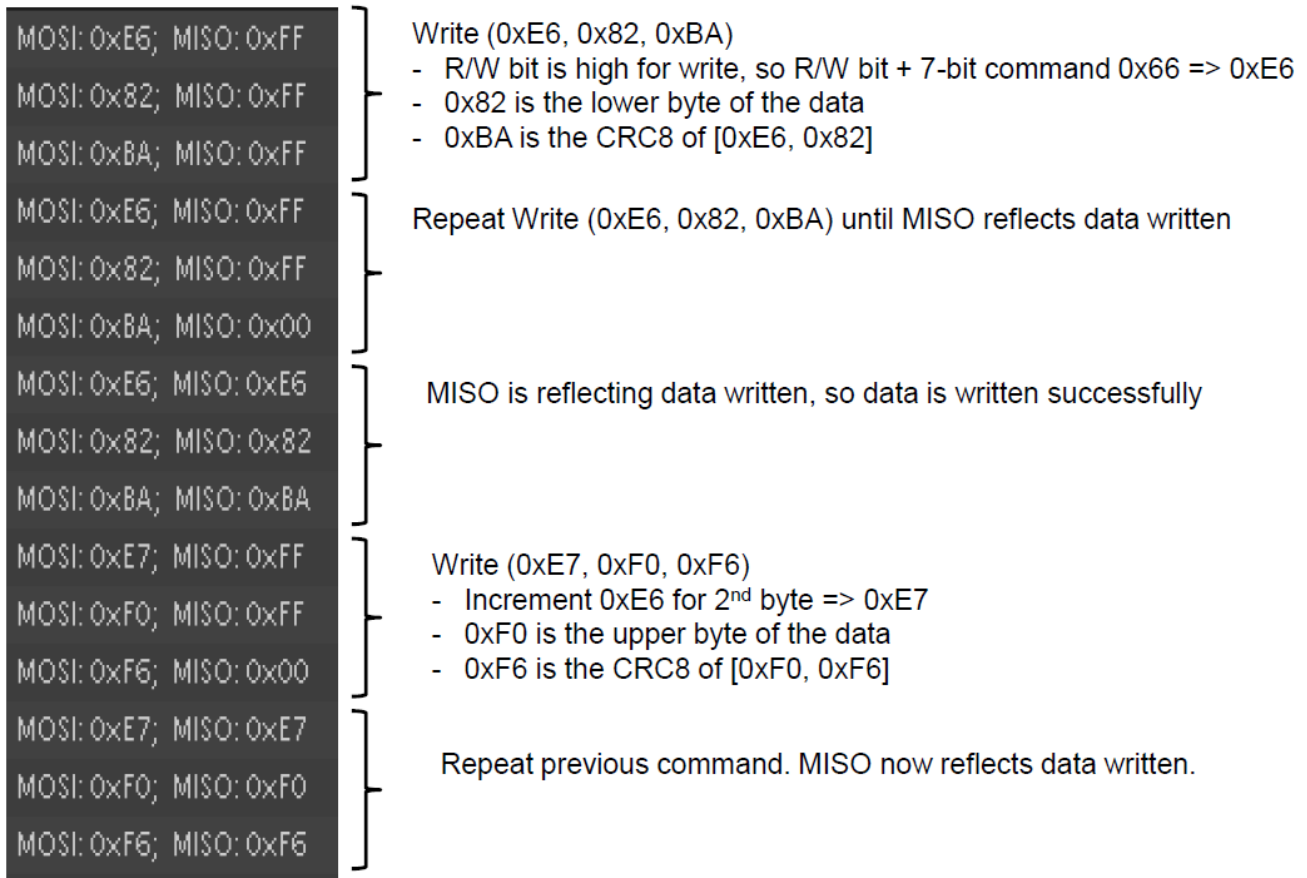 MOSI: 0xE6; MISO: 0xFF
MOSI: 0x82; MISO: 0xFF
MOSI: 0xBA; MISO: 0xFF
Write (0xE6, 0x82, 0xBA)
- R/W bit is high for write, so R/W bit + 7-bit command 0x66 => 0xE6
- 0x82 is the lower byte of the data
- 0xBA is the CRC8 of [0xE6, 0x82]
MOSI: 0xE6; MISO: 0xFF
MOSI: 0x82; MISO: 0xFF
MOSI: 0xBA; MISO: 0x00
Repeat Write (0xE6, 0x82, 0xBA) until MISO reflects data written
MOSI: 0xE6; MISO: 0xE6
MOSI: 0x82; MISO: 0x82
MOSI: 0xBA; MISO: 0xBA
MISO is reflecting data written, so data is written successfully
MOSI: 0xE7; MISO: 0xFF
MOSI: 0xF0; MISO: 0xFF
MOSI: 0xF6; MISO: 0x00
Write (0xE7, 0xF0, 0xF6)
- Increment 0xE6 for 2nd byte => 0xE7
- 0xF0 is the upper byte of the data
- 0xF6 is the CRC8 of [0xF0, 0xF6]
MOSI: 0xE7; MISO: 0xE7
MOSI: 0xF0; MISO: 0xF0
MOSI: 0xF6; MISO: 0xF6
Repeat previous command. MISO now reflects data written.